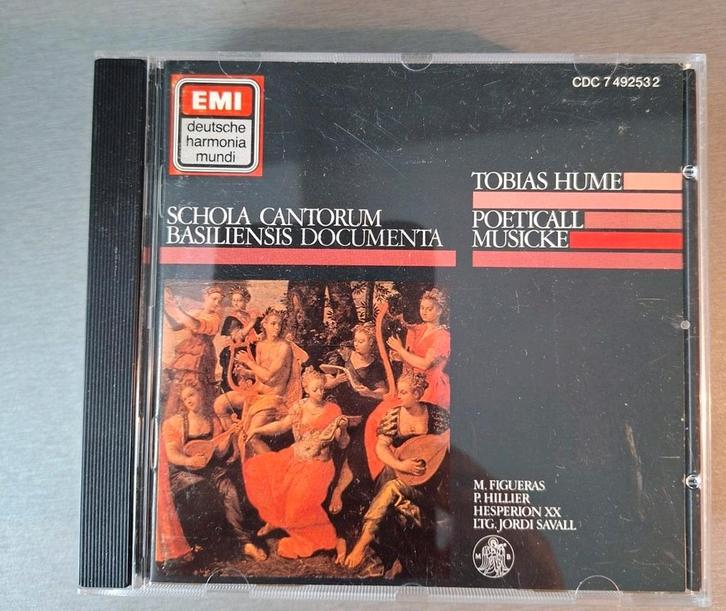 EMI
deutsche
harmonia
mundi
CDC 7 49253 2
SCHOLA CANTORUM
BASILIENSIS DOCUMENTA
TOBIAS HUME
POETICALL
MUSICKE
M. FIGUERAS
P. HILLIER
HESPERION XX
LTG. JORDI SAVALL
M B